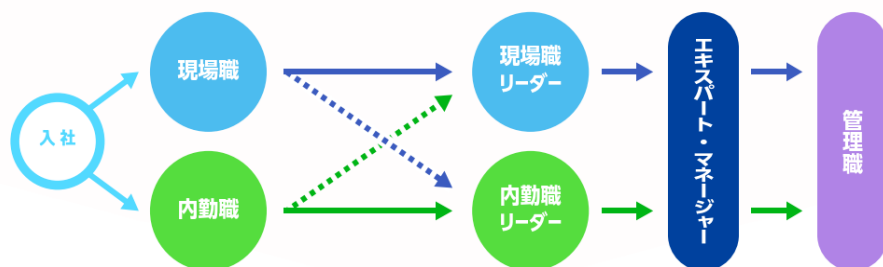 入社
現場職
内勤職
現場職
リーダー
内勤職
リーダー
エキスパート・マネージャー
管理職